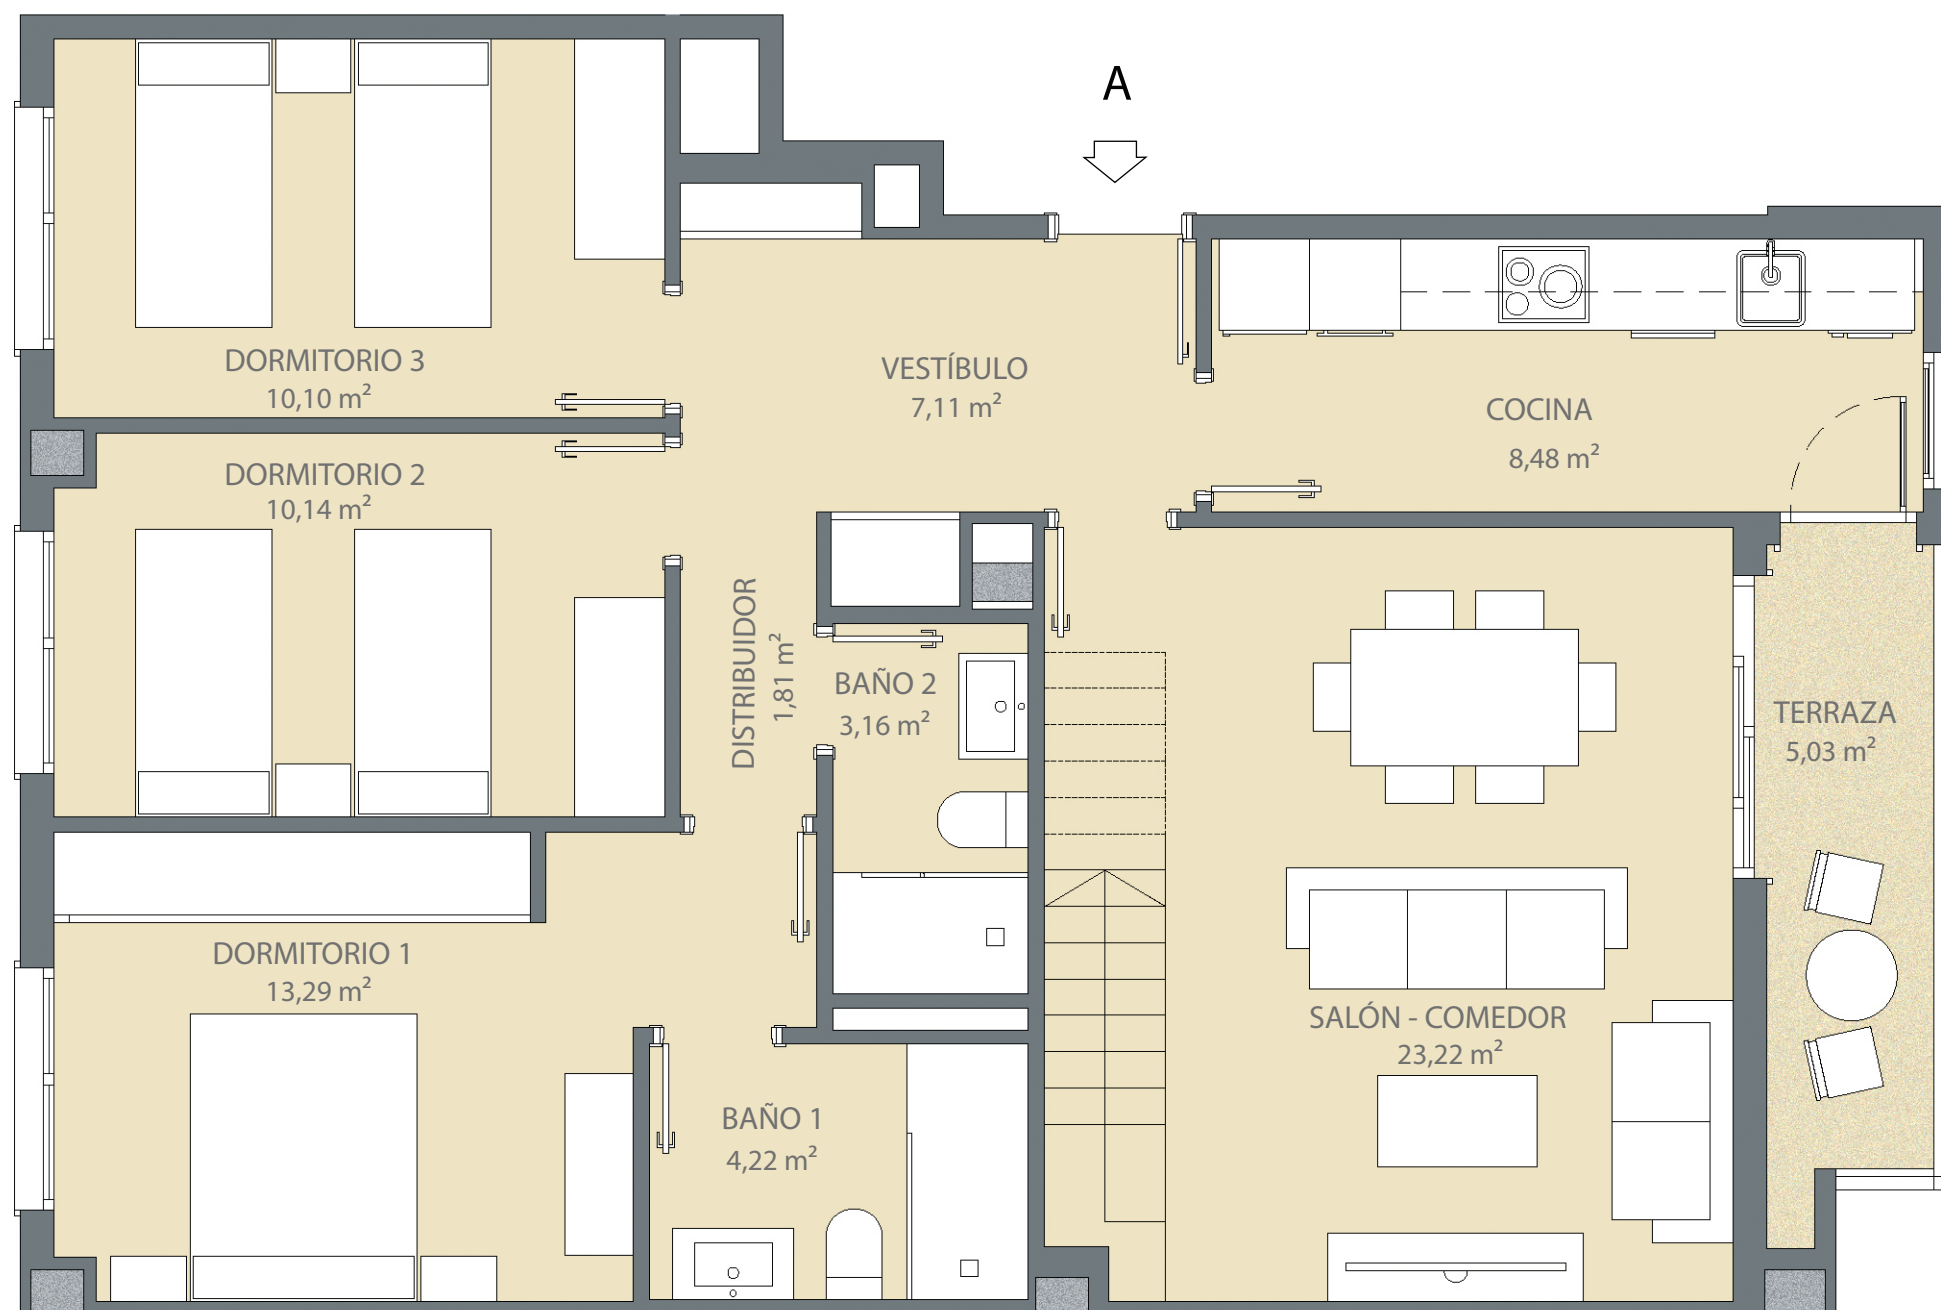 A
DORMITORIO 3
10,10 m²
VESTÍBULO
7,11 m²
COCINA
8,48 m²
DORMITORIO 2
10,14 m²
DISTRIBUIDOR
1,81 m²
BAÑO 2
3,16 m²
TERRAZA
5,03 m²
DORMITORIO 1
13,29 m²
SALÓN - COMEDOR
23,22 m²
BAÑO 1
4,22 m²